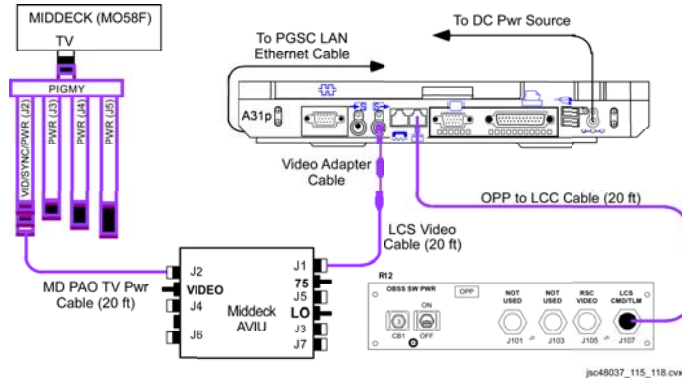 MIDDECK (MO58F)
TV
PIGMY
VID/SYNC/PWR (J2)
PWR (J3)
PWR (J4)
PWR (J5)
To PGSC LAN
Ethernet Cable
To DC Pwr Source
A31p
Video Adapter
Cable
OPP to LCC Cable (20 ft)
LCS Video
Cable (20 ft)
MD PAO TV Pwr
Cable (20 ft)
J2
VIDEO
J4
J6
Middeck
AVIU
J1
75
J5
LO
J3
J7
R12
OBSS SW PWR
OPP
ON
3
CB1
OFF
NOT
USED
J101
NOT
USED
J103
RSC
VIDEO
J105
LCS
CMD/TLM
J107
jsc48037_115_118.cvx